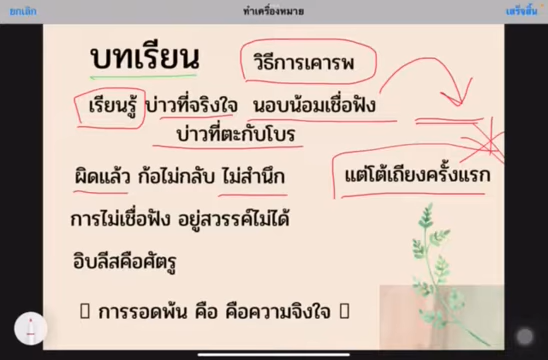 ยกเลิก ทำเครื่องหมาย เสร็จสิ้น
บทเรียน วิธีการเคารพ
เรียนรู้ บ่าวที่จริงใจ นอบน้อมเชื่อฟัง
บ่าวที่ตะกับโบร
ผิดแล้ว ก้อไม่กลับ ไม่สำนึก แต่โต้เถียงครั้งแรก
การไม่เชื่อฟัง อยู่สวรรค์ไม่ได้
อิบลีสคือศัตรู
การรอดพ้น คือ คือความจิงใจ